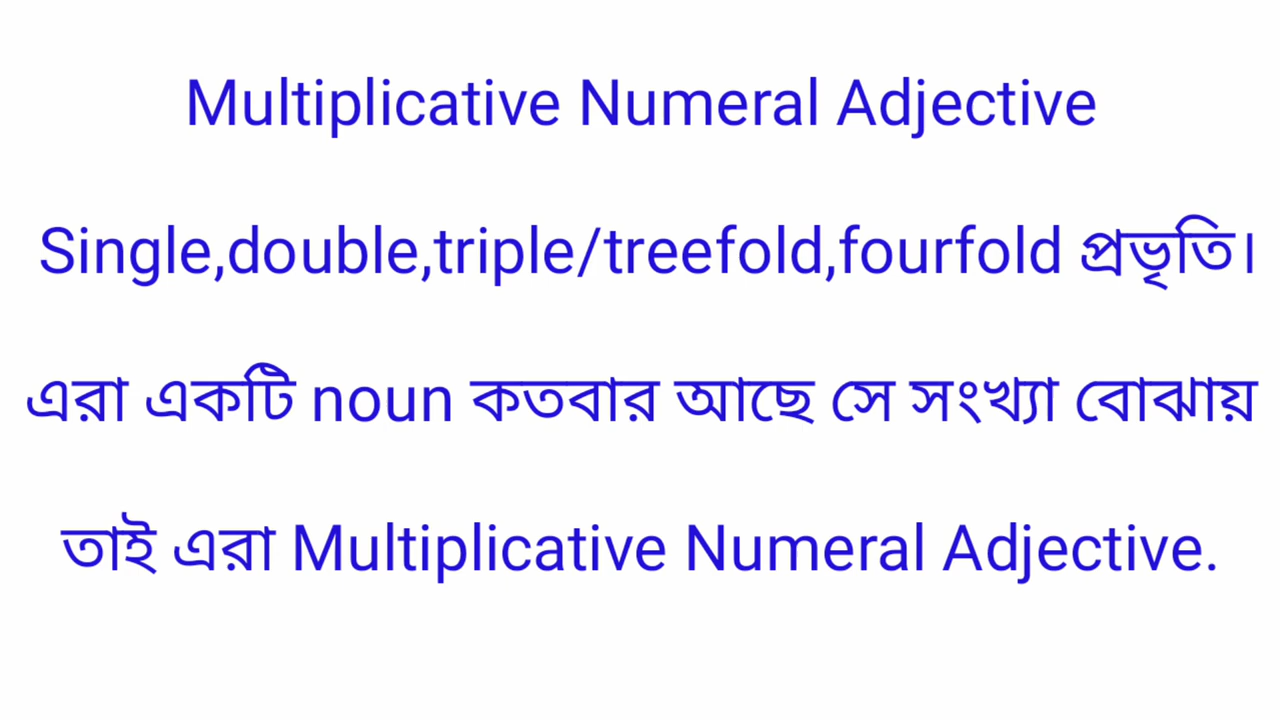 Multiplicative Numeral Adjective
Single,double,triple/treefold,fourfold প্রভৃতি।
এরা একটি noun কতবার আছে সে সংখ্যা বোঝায়
তাই এরা Multiplicative Numeral Adjective.